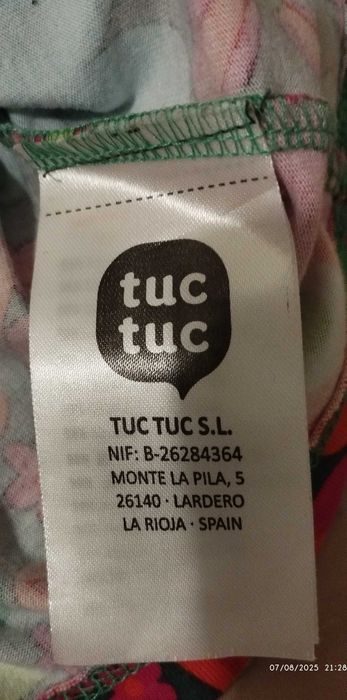 tuc
tuc
TUC TUC S.L.
NIF: B-26284364
MONTE LA PILA, 5
26140 · LARDERO
LA RIOJA · SPAIN
07/08/2025 21:28